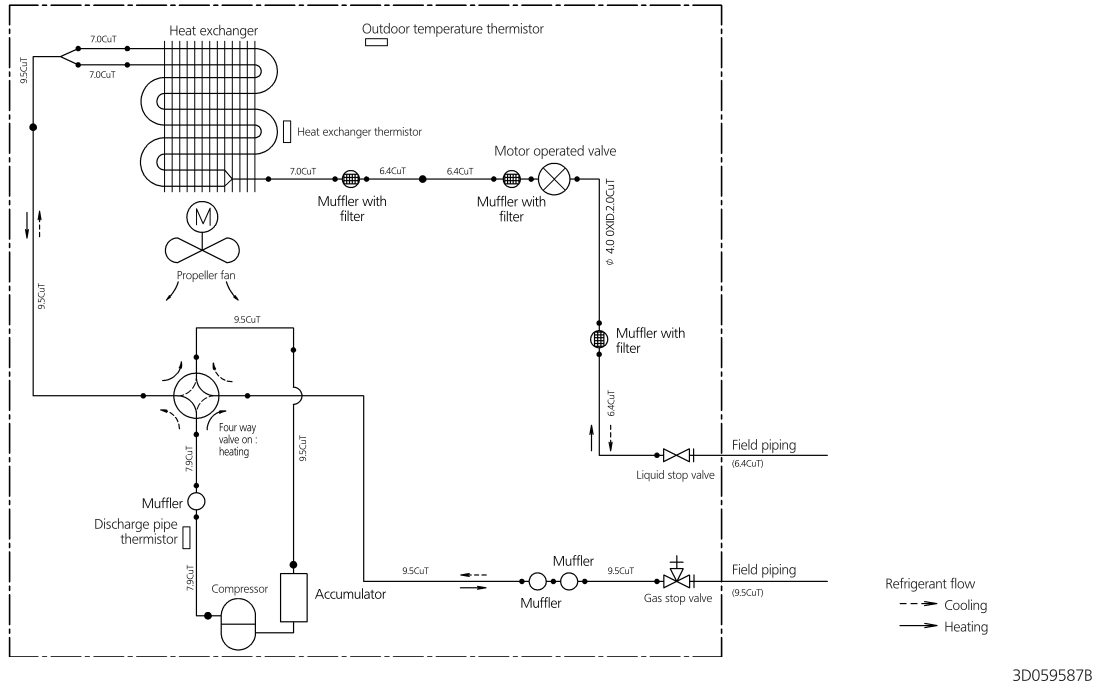 Heat exchanger
Outdoor temperature thermistor
7.0CuT
7.0CuT
9.5CuT
Heat exchanger thermistor
Motor operated valve
7.0CuT
6.4CuT
6.4CuT
Muffler with
filter
Muffler with
filter
M
Propeller fan
ϕ 4.0 0XID.2.0CuT
9.5CuT
9.5CuT
Muffler with
filter
6.4CuT
Four way
valve on :
heating
7.9CuT
9.5CuT
Field piping
(6.4CuT)
Liquid stop valve
Muffler
Discharge pipe
thermistor
7.9CuT
Compressor
Accumulator
9.5CuT
Muffler
Muffler
9.5CuT
Gas stop valve
Field piping
(9.5CuT)
Refrigerant flow
Cooling
Heating
3D059587B